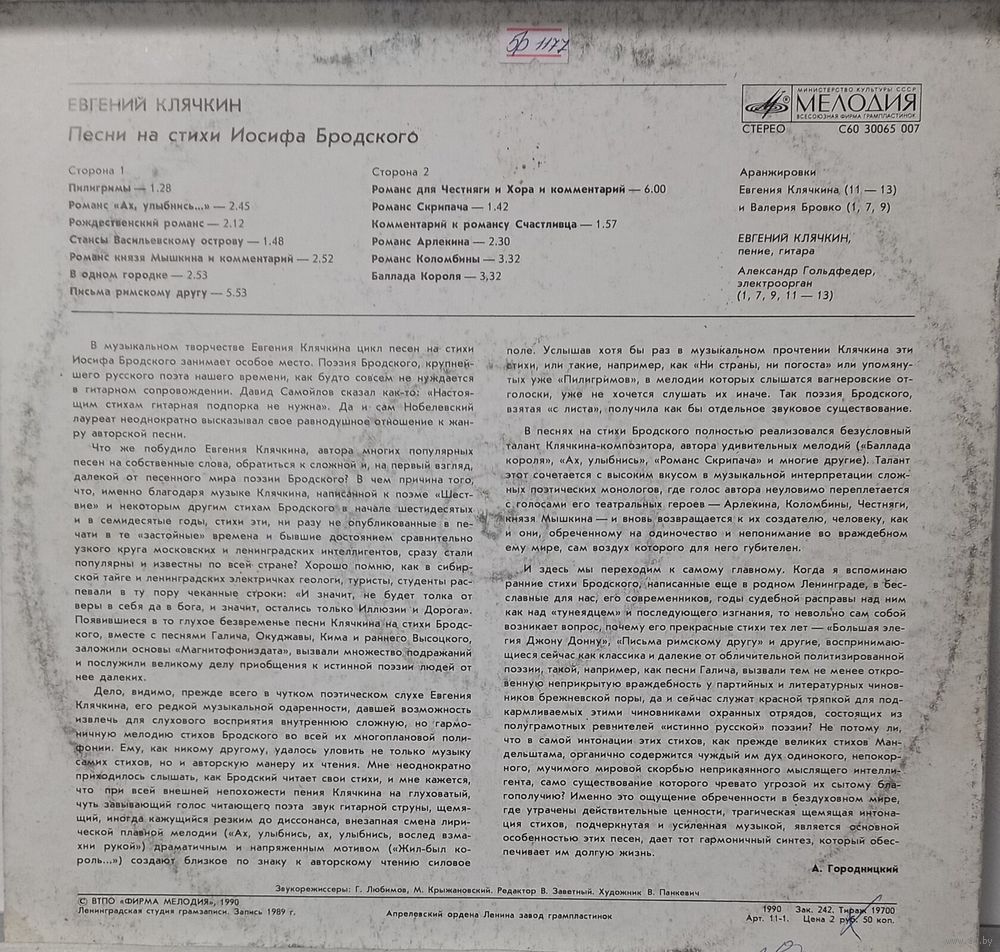 бр 1177
ЕВГЕНИЙ КЛЯЧКИН
Песни на стихи Иосифа Бродского
МИНИСТЕРСТВО КУЛЬТУРЫ СССР
МЕЛОДИЯ
ВСЕСОЮЗНАЯ ФИРМА ГРАМПЛАСТИНОК
СТЕРЕО С60 30065 007
Сторона 1
Пилигримы — 1.28
Романс «Ах, улыбнись...» — 2.45
Рождественский романс — 2.12
Стансы Васильевскому острову — 1.48
Романс князя Мышкина и комментарий — 2.52
В одном городке — 2.53
Письма римскому другу — 5.53
Сторона 2
Романс для Честняги и Хора и комментарий — 6.00
Романс Скрипача — 1.42
Комментарий к романсу Счастливца — 1.57
Романс Арлекина — 2.30
Романс Коломбины — 3.32
Баллада Короля — 3,32
Аранжировки
Евгения Клячкина (11 — 13)
и Валерия Бровко (1, 7, 9)
ЕВГЕНИЙ КЛЯЧКИН,
пение, гитара
Александр Гольдфедер,
электроорган
(1, 7, 9, 11 — 13)
В музыкальном творчестве Евгения Клячкина цикл песен на стихи
Иосифа Бродского занимает особое место. Поэзия Бродского, крупней-
шего русского поэта нашего времени, как будто совсем не нуждается
в гитарном сопровождении. Давид Самойлов сказал как-то: «Настоя-
щим стихам гитарная подпорка не нужна». Да и сам Нобелевский
лауреат неоднократно высказывал свое равнодушное отношение к жан-
ру авторской песни.
Что же побудило Евгения Клячкина, автора многих популярных
песен на собственные слова, обратиться к сложной и, на первый взгляд,
далекой от песенного мира поэзии Бродского? В чем причина того,
что, именно благодаря музыке Клячкина, написанной к поэме «Шест-
вие» и некоторым другим стихам Бродского в начале шестидесятых
и в семидесятые годы, стихи эти, ни разу не опубликованные в пе-
чати в те «застойные» времена и бывшие достоянием сравнительно
узкого круга московских и ленинградских интеллигентов, сразу стали
популярны и известны по всей стране? Хорошо помню, как в сибир-
ской тайге и ленинградских электричках геологи, туристы, студенты рас-
певали в ту пору чеканные строки: «И значит, не будет толка от
веры в себя да в бога, и значит, остались только Иллюзии и Дорога».
Появившиеся в то глухое безвременье песни Клячкина на стихи Бродс-
кого, вместе с песнями Галича, Окуджавы, Кима и раннего Высоцкого,
заложили основы «Магнитофониздата», вызвали множество подражаний
и послужили великому делу приобщения к истинной поэзии людей от
нее далеких.
Дело, видимо, прежде всего в чутком поэтическом слухе Евгения
Клячкина, его редкой музыкальной одаренности, давшей возможность
извлечь для слухового восприятия внутреннюю сложную, но гармо-
ничную мелодию стихов Бродского во всей их многоплановой поли-
фонии. Ему, как никому другому, удалось уловить не только музыку
самих стихов, но и авторскую манеру их чтения. Мне неоднократно
приходилось слышать, как Бродский читает свои стихи, и мне кажется,
что при всей внешней непохожести пения Клячкина на глуховатый,
чуть завывающий голос читающего поэта звук гитарной струны, щемя-
щий, иногда кажущийся резким до диссонанса, внезапная смена лири-
ческой плавной мелодии («Ах, улыбнись, ах, улыбнись, вослед взма-
хни рукой») драматичным и напряженным мотивом («Жил-был ко-
роль...») создают близкое по знаку к авторскому чтению силовое
поле. Услышав хотя бы раз в музыкальном прочтении Клячкина эти
стихи, или такие, например, как «Ни страны, ни погоста» или упомяну-
тых уже «Пилигримов», в мелодии которых слышатся вагнеровские от-
голоски, уже не хочется слушать их иначе. Так поэзия Бродского,
взятая «с листа», получила как бы отдельное звуковое существование.
В песнях на стихи Бродского полностью реализовался безусловный
талант Клячкина-композитора, автора удивительных мелодий («Баллада
короля», «Ах, улыбнись», «Романс Скрипача» и многие другие). Талант
этот сочетается с высоким вкусом в музыкальной интерпретации слож-
ных поэтических монологов, где голос автора неуловимо переплетается
с голосами его театральных героев — Арлекина, Коломбины, Честняги,
князя Мышкина — и вновь возвращается к их создателю, человеку, как
и они, обреченному на одиночество и непонимание во враждебном
ему мире, сам воздух которого для него губителен.
И здесь мы переходим к самому главному. Когда я вспоминаю
ранние стихи Бродского, написанные еще в родном Ленинграде, в бес-
славные для нас, его современников, годы судебной расправы над ним
как над «тунеядцем» и последующего изгнания, то невольно сам собой
возникает вопрос, почему его прекрасные стихи тех лет — «Большая эле-
гия Джону Донну», «Письма римскому другу» и другие, воспринимаю-
щиеся сейчас как классика и далекие от обличительной политизированной
поэзии, такой, например, как песни Галича, вызвали тем не менее откро-
венную неприкрытую враждебность у партийных и литературных чинов-
ников брежневской поры, да и сейчас служат красной тряпкой для под-
кармливаемых этими чиновниками охранных отрядов, состоящих из
полуграмотных ревнителей «истинно русской» поэзии? Не потому ли,
что в самой интонации этих стихов, как прежде великих стихов Ман-
дельштама, органично содержится чуждый им дух одинокого, непокор-
ного, мучимого мировой скорбью неприкаянного мыслящего интелли-
гента, само существование которого чревато угрозой их сытому бла-
гополучию? Именно это ощущение обреченности в бездуховном мире,
где утрачены действительные ценности, трагическая щемящая интона-
ция стихов, подчеркнутая и усиленная музыкой, является основной
особенностью этих песен, дает тот гармоничный синтез, который обес-
печивает им долгую жизнь.
А. Городницкий
Звукорежиссеры: Г. Любимов, М. Крыжановский. Редактор В. Заветный. Художник В. Панкевич
© ВТПО «ФИРМА МЕЛОДИЯ», 1990
Ленинградская студия грамзаписи. Запись 1989 г.
Апрелевский ордена Ленина завод грампластинок
1990 Зак. 242. Тираж 19700
Арт. 11-1. Цена 2 руб. 50 коп.